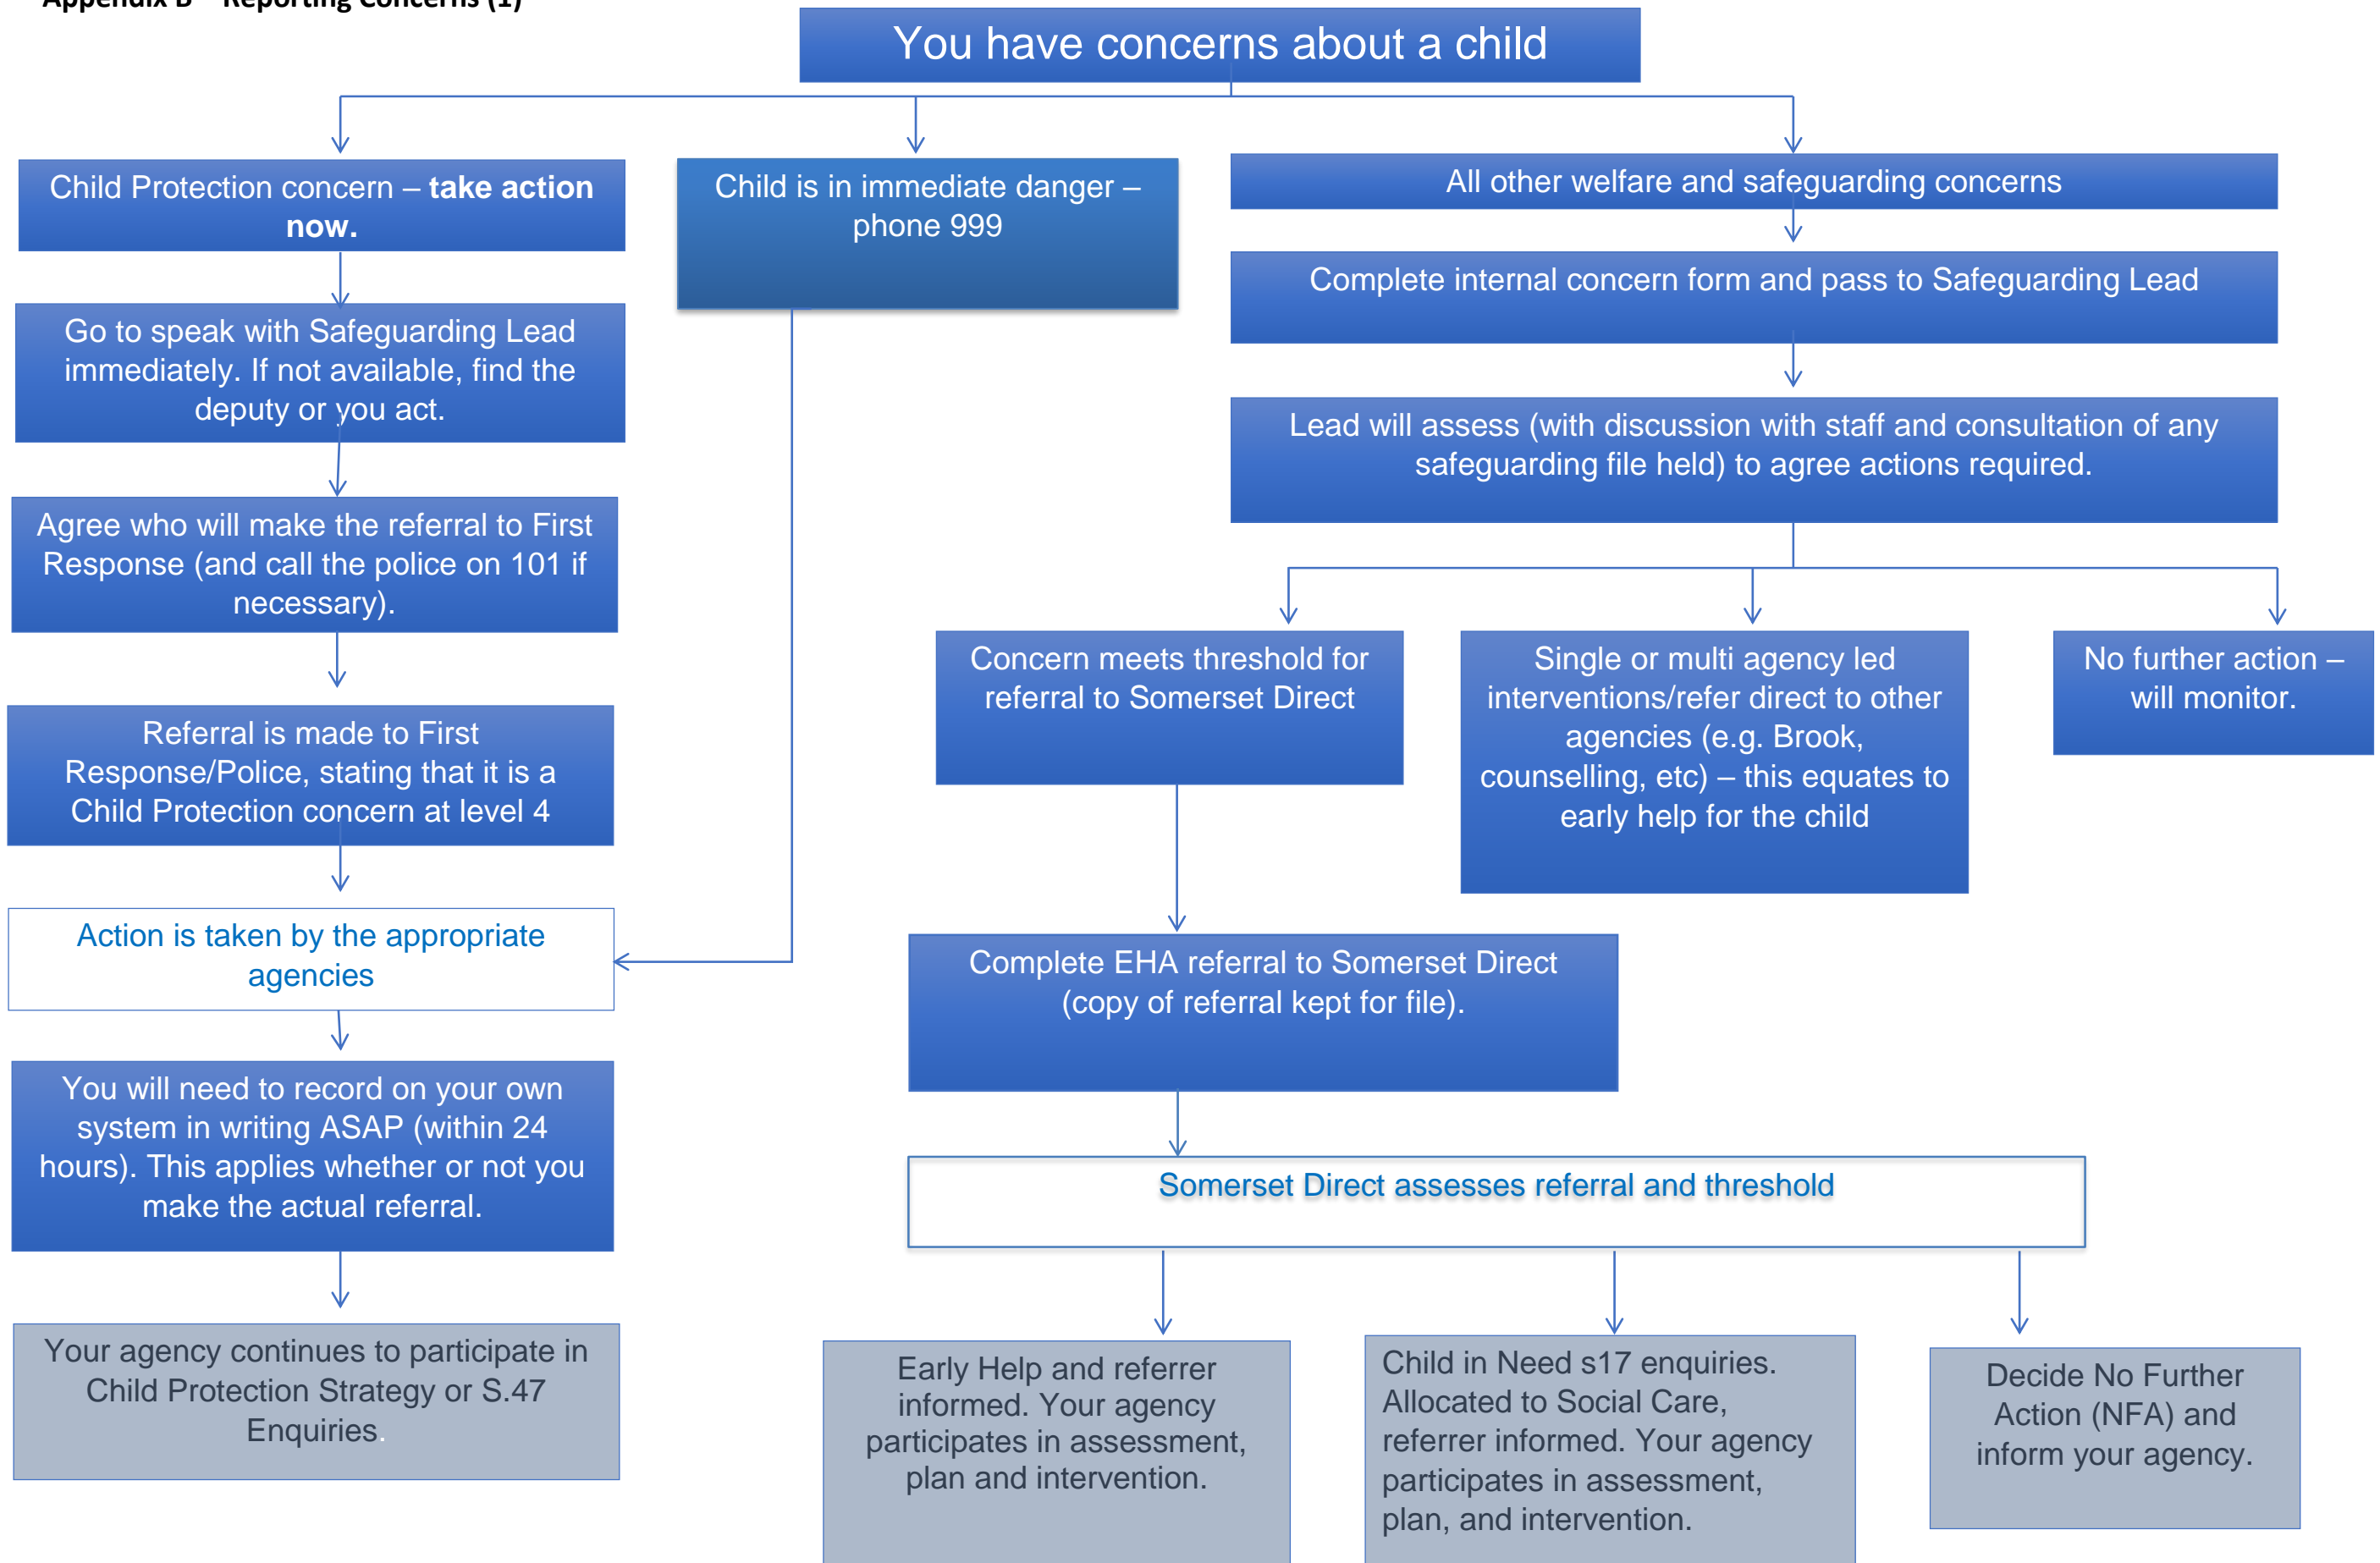 Appendix B – Reporting Concerns (1)
You have concerns about a child
Child Protection concern – take action
now.
Go to speak with Safeguarding Lead
immediately. If not available, find the
deputy or you act.
Agree who will make the referral to First
Response (and call the police on 101 if
necessary).
Referral is made to First
Response/Police, stating that it is a
Child Protection concern at level 4
Action is taken by the appropriate
agencies
You will need to record on your own
system in writing ASAP (within 24
hours). This applies whether or not you
make the actual referral.
Your agency continues to participate in
Child Protection Strategy or S.47
Enquiries.
Child is in immediate danger –
phone 999
All other welfare and safeguarding concerns
Complete internal concern form and pass to Safeguarding Lead
Lead will assess (with discussion with staff and consultation of any
safeguarding file held) to agree actions required.
Concern meets threshold for
referral to Somerset Direct
Single or multi agency led
interventions/refer direct to other
agencies (e.g. Brook,
counselling, etc) – this equates to
early help for the child
No further action –
will monitor.
Complete EHA referral to Somerset Direct
(copy of referral kept for file).
Somerset Direct assesses referral and threshold
Early Help and referrer
informed. Your agency
participates in assessment,
plan and intervention.
Child in Need s17 enquiries.
Allocated to Social Care,
referrer informed. Your agency
participates in assessment,
plan, and intervention.
Decide No Further
Action (NFA) and
inform your agency.